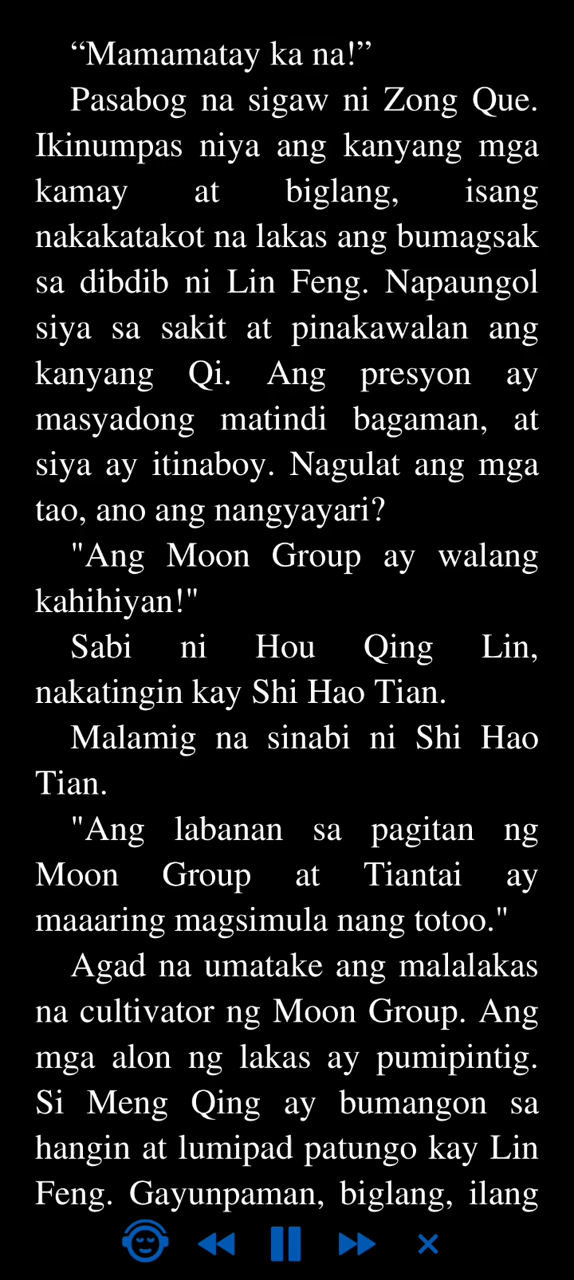 “Mamamatay ka na!”
Pasabog na sigaw ni Zong Que.
Ikinumpas niya ang kanyang mga
kamay at biglang, isang
nakakatakot na lakas ang bumagsak
sa dibdib ni Lin Feng. Napaungol
siya sa sakit at pinakawalan ang
kanyang Qi. Ang presyon ay
masyadong matindi bagaman, at
siya ay itinaboy. Nagulat ang mga
tao, ano ang nangyayari?
"Ang Moon Group ay walang
kahihiyan!"
Sabi ni Hou Qing Lin,
nakatingin kay Shi Hao Tian.
Malamig na sinabi ni Shi Hao
Tian.
"Ang labanan sa pagitan ng
Moon Group at Tiantai ay
maaaring magsimula nang totoo."
Agad na umatake ang malalakas
na cultivator ng Moon Group. Ang
mga alon ng lakas ay pumipintig.
Si Meng Qing ay bumangon sa
hangin at lumipad patungo kay Lin
Feng. Gayunpaman, biglang, ilang